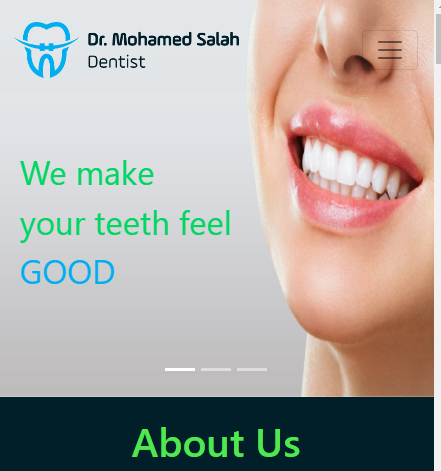 Dr. Mohamed Salah
Dentist
We make
your teeth feel
GOOD
About Us